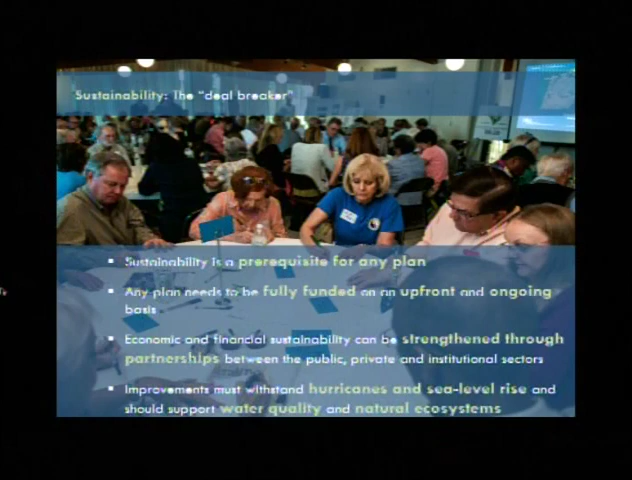 Sustainability: The "deal breaker"
Sustainability is a prerequisite for any plan
Any plan needs to be fully funded on an upfront and ongoing
basis
Economic and financial sustainability can be strengthened through
partnerships between the public, private and institutional sectors
Improvements must withstand hurricanes and sea-level rise and
should support water quality and natural ecosystems